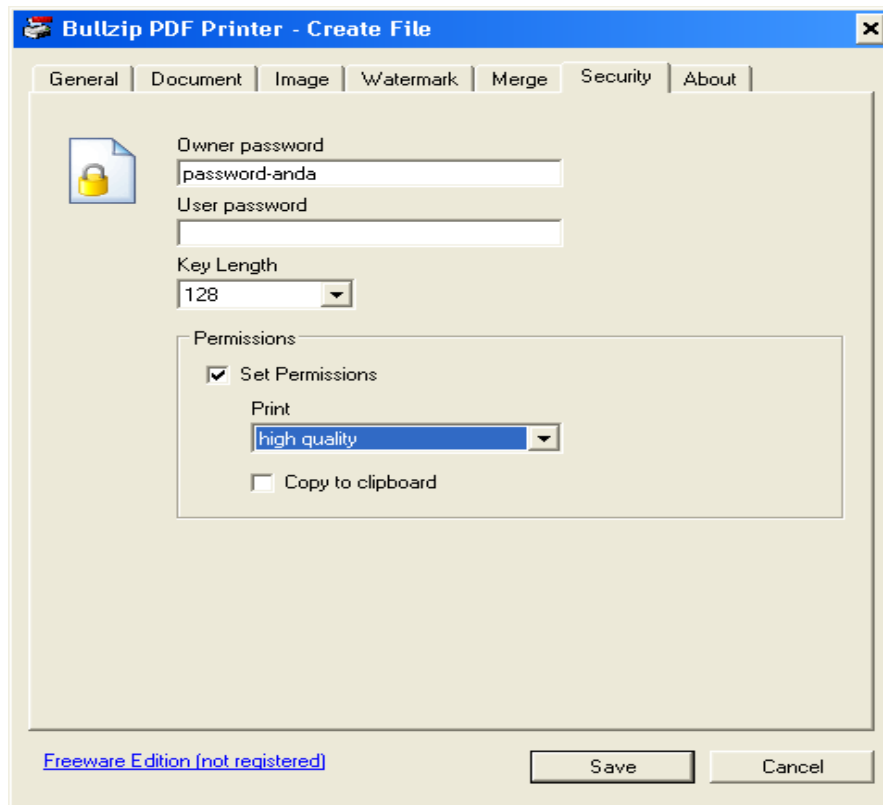 Bullzip PDF Printer - Create File
General Document Image Watermark Merge Security About
Owner password
password-anda
User password
Key Length
128
Permissions
Set Permissions
Print
high quality
Copy to clipboard
Freeware Edition (not registered) Save Cancel